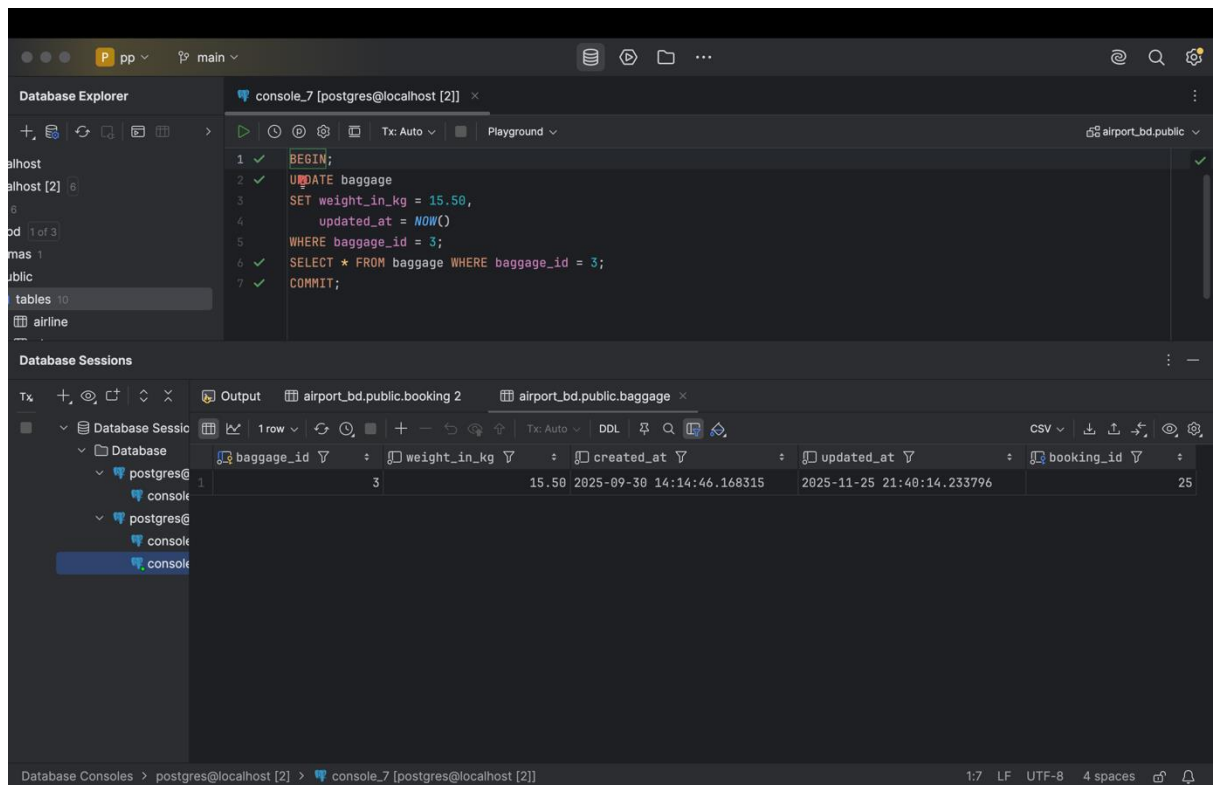 P pp main
Database Explorer
console_7 [postgres@localhost [2]]
Tx: Auto Playground airport_bd.public
alhost
alhost [2] 6
6
od 1 of 3
mas 1
ublic
tables 10
airline
1 BEGIN;
2 UPDATE baggage
3 SET weight_in_kg = 15.50,
4 updated_at = NOW()
5 WHERE baggage_id = 3;
6 SELECT * FROM baggage WHERE baggage_id = 3;
7 COMMIT;
Database Sessions
Tx Output airport_bd.public.booking 2 airport_bd.public.baggage
Database Sessio
Database
postgres@
console
postgres@
console
console
1 row Tx: Auto DDL CSV
baggage_id weight_in_kg created_at updated_at booking_id
1 3 15.50 2025-09-30 14:14:46.168315 2025-11-25 21:40:14.233796 25
Database Consoles > postgres@localhost [2] > console_7 [postgres@localhost [2]] 1:7 LF UTF-8 4 spaces